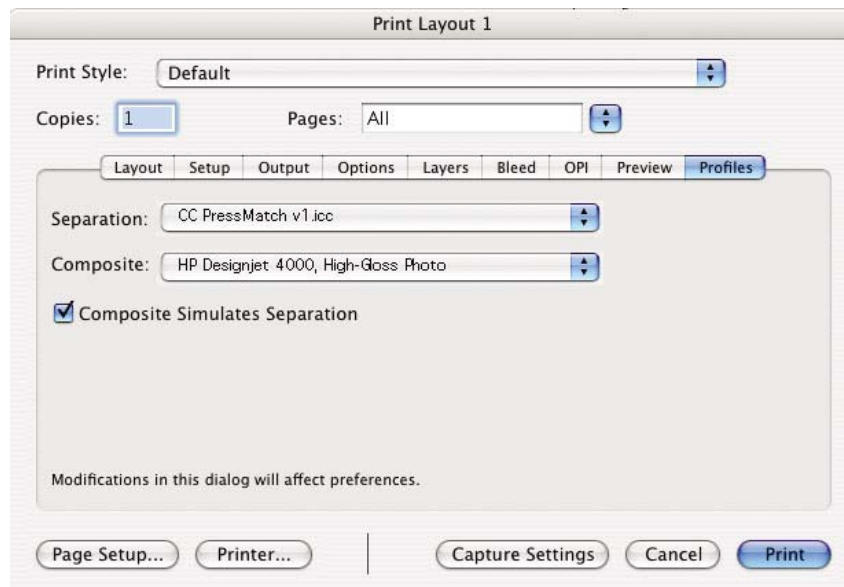 Print Layout 1
Print Style: Default
Copies: 1 Pages: All
Layout Setup Output Options Layers Bleed OPI Preview Profiles
Separation: CC PressMatch v1.icc
Composite: HP Designjet 4000, High-Gloss Photo
Composite Simulates Separation
Modifications in this dialog will affect preferences.
Page Setup... Printer... Capture Settings Cancel Print